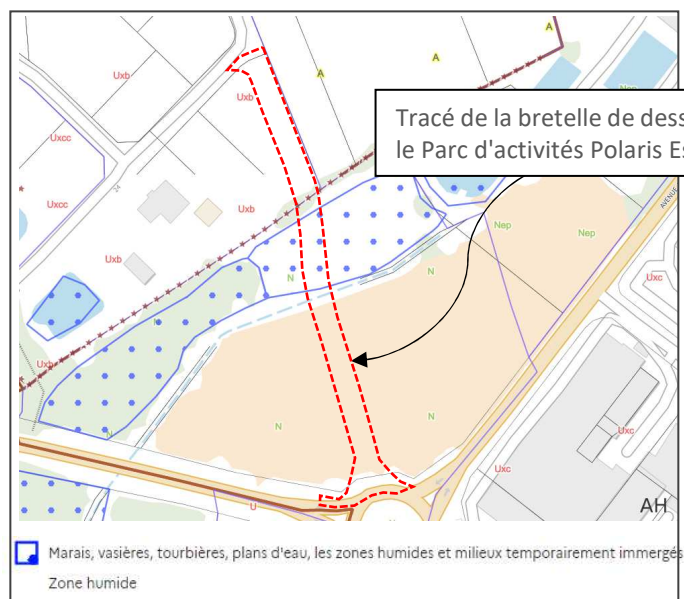 Uxb
A
A
A
Uxb
Nep
Tracé de la bretelle de dess
le Parc d'activités Polaris Es
Uxcc
24
Uxb
Uxcc
AVENUE
Nep
Nep
N
N
Uxb
Uxc
N
Uxb
N
N
N
Uxc
Uxc
U
AH
Marais, vasières, tourbières, plans d'eau, les zones humides et milieux temporairement immergés
Zone humide